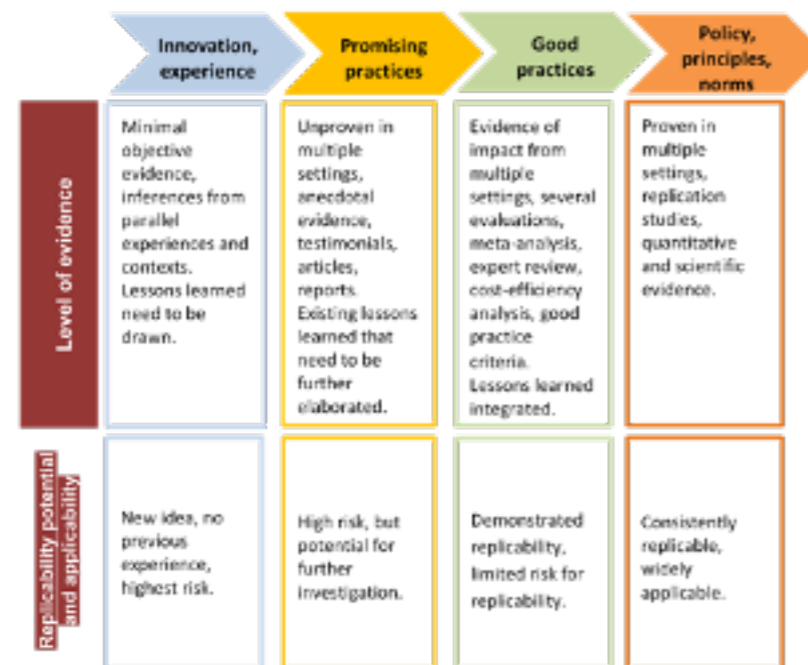 Innovation,
experience
Promising
practices
Good
practices
Policy,
principles,
norms
Level of evidence
Minimal
objective
evidence,
inferences from
parallel
experiences and
contexts.
Lessons learned
need to be
drawn.
Unproven in
multiple
settings,
anecdotal
evidence,
testimonials,
articles,
reports.
Existing lessons
learned that
need to be
further
elaborated.
Evidence of
impact from
multiple
settings, several
evaluations,
meta-analysis,
expert review,
cost-efficiency
analysis, good
practice
criteria.
Lessons learned
integrated.
Proven in
multiple
settings,
replication
studies,
quantitative
and scientific
evidence.
Replicability potential
and applicability
New idea, no
previous
experience,
highest risk.
High risk, but
potential for
further
investigation.
Demonstrated
replicability,
limited risk for
replicability.
Consistently
replicable,
widely
applicable.